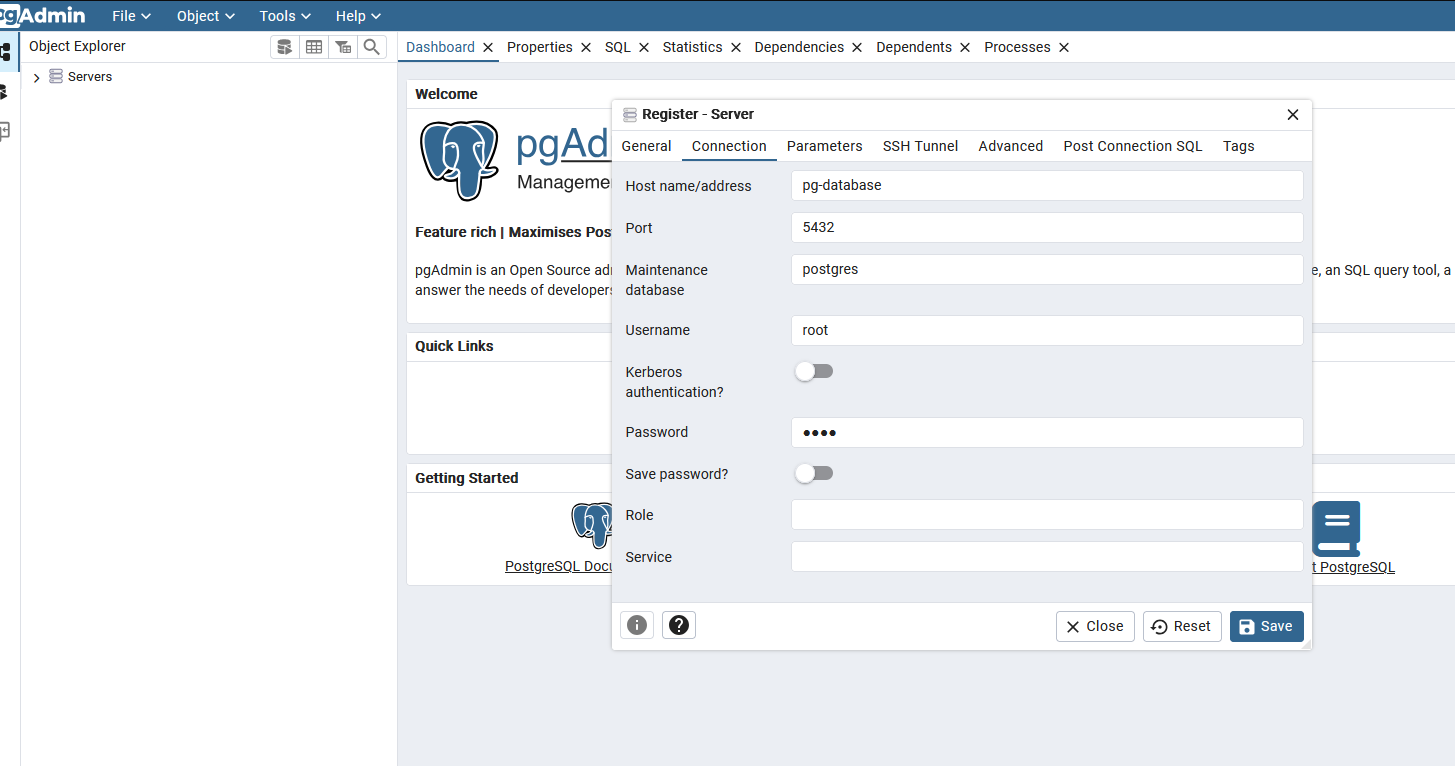 pgAdmin File Object Tools Help
Object Explorer
Servers
Dashboard Properties SQL Statistics Dependencies Dependents Processes
Welcome
pgAd
Manageme
Feature rich | Maximises Pos
pgAdmin is an Open Source adr
e, an SQL query tool, a
answer the needs of developers
Quick Links
Getting Started
PostgreSQL Docu
t PostgreSQL
Register - Server
General Connection Parameters SSH Tunnel Advanced Post Connection SQL Tags
Host name/address pg-database
Port 5432
Maintenance
database
postgres
Username root
Kerberos
authentication?
Password ••••
Save password?
Role
Service
Close Reset Save